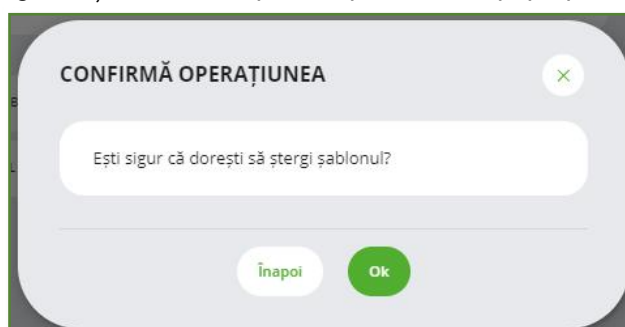 CONFIRMĂ OPERAȚIUNEA
Ești sigur că dorești să ștergi șablonul?
Înapoi
Ok